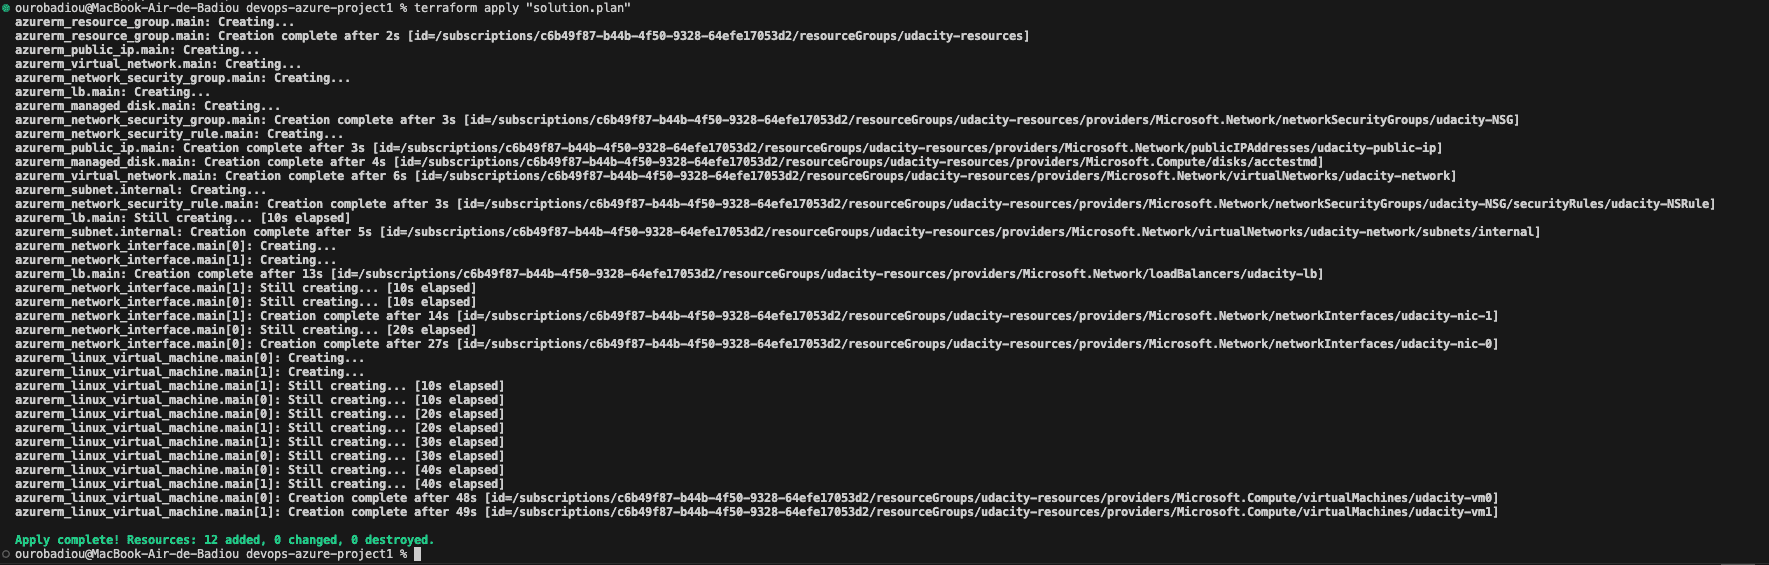 ourobadiou@MacBook-Air-de-Badiou devops-azure-project1 % terraform apply "solution.plan"
azurerm_resource_group.main: Creating...
azurerm_resource_group.main: Creation complete after 2s [id=/subscriptions/c6b49f87-b44b-4f50-9328-64efe17053d2/resourceGroups/udacity-resources]
azurerm_public_ip.main: Creating...
azurerm_virtual_network.main: Creating...
azurerm_network_security_group.main: Creating...
azurerm_lb.main: Creating...
azurerm_managed_disk.main: Creating...
azurerm_network_security_group.main: Creation complete after 3s [id=/subscriptions/c6b49f87-b44b-4f50-9328-64efe17053d2/resourceGroups/udacity-resources/providers/Microsoft.Network/networkSecurityGroups/udacity-NSG]
azurerm_network_security_rule.main: Creating...
azurerm_public_ip.main: Creation complete after 3s [id=/subscriptions/c6b49f87-b44b-4f50-9328-64efe17053d2/resourceGroups/udacity-resources/providers/Microsoft.Network/publicIPAddresses/udacity-public-ip]
azurerm_managed_disk.main: Creation complete after 4s [id=/subscriptions/c6b49f87-b44b-4f50-9328-64efe17053d2/resourceGroups/udacity-resources/providers/Microsoft.Compute/disks/acctestmd]
azurerm_virtual_network.main: Creation complete after 6s [id=/subscriptions/c6b49f87-b44b-4f50-9328-64efe17053d2/resourceGroups/udacity-resources/providers/Microsoft.Network/virtualNetworks/udacity-network]
azurerm_subnet.internal: Creating...
azurerm_network_security_rule.main: Creation complete after 3s [id=/subscriptions/c6b49f87-b44b-4f50-9328-64efe17053d2/resourceGroups/udacity-resources/providers/Microsoft.Network/networkSecurityGroups/udacity-NSG/securityRules/udacity-NSRule]
azurerm_lb.main: Still creating... [10s elapsed]
azurerm_subnet.internal: Creation complete after 5s [id=/subscriptions/c6b49f87-b44b-4f50-9328-64efe17053d2/resourceGroups/udacity-resources/providers/Microsoft.Network/virtualNetworks/udacity-network/subnets/internal]
azurerm_network_interface.main[0]: Creating...
azurerm_network_interface.main[1]: Creating...
azurerm_lb.main: Creation complete after 13s [id=/subscriptions/c6b49f87-b44b-4f50-9328-64efe17053d2/resourceGroups/udacity-resources/providers/Microsoft.Network/loadBalancers/udacity-lb]
azurerm_network_interface.main[1]: Still creating... [10s elapsed]
azurerm_network_interface.main[0]: Still creating... [10s elapsed]
azurerm_network_interface.main[1]: Creation complete after 14s [id=/subscriptions/c6b49f87-b44b-4f50-9328-64efe17053d2/resourceGroups/udacity-resources/providers/Microsoft.Network/networkInterfaces/udacity-nic-1]
azurerm_network_interface.main[0]: Still creating... [20s elapsed]
azurerm_network_interface.main[0]: Creation complete after 27s [id=/subscriptions/c6b49f87-b44b-4f50-9328-64efe17053d2/resourceGroups/udacity-resources/providers/Microsoft.Network/networkInterfaces/udacity-nic-0]
azurerm_linux_virtual_machine.main[0]: Creating...
azurerm_linux_virtual_machine.main[1]: Creating...
azurerm_linux_virtual_machine.main[1]: Still creating... [10s elapsed]
azurerm_linux_virtual_machine.main[0]: Still creating... [10s elapsed]
azurerm_linux_virtual_machine.main[0]: Still creating... [20s elapsed]
azurerm_linux_virtual_machine.main[1]: Still creating... [20s elapsed]
azurerm_linux_virtual_machine.main[1]: Still creating... [30s elapsed]
azurerm_linux_virtual_machine.main[0]: Still creating... [30s elapsed]
azurerm_linux_virtual_machine.main[0]: Still creating... [40s elapsed]
azurerm_linux_virtual_machine.main[1]: Still creating... [40s elapsed]
azurerm_linux_virtual_machine.main[0]: Creation complete after 48s [id=/subscriptions/c6b49f87-b44b-4f50-9328-64efe17053d2/resourceGroups/udacity-resources/providers/Microsoft.Compute/virtualMachines/udacity-vm0]
azurerm_linux_virtual_machine.main[1]: Creation complete after 49s [id=/subscriptions/c6b49f87-b44b-4f50-9328-64efe17053d2/resourceGroups/udacity-resources/providers/Microsoft.Compute/virtualMachines/udacity-vm1]
Apply complete! Resources: 12 added, 0 changed, 0 destroyed.
ourobadiou@MacBook-Air-de-Badiou devops-azure-project1 %